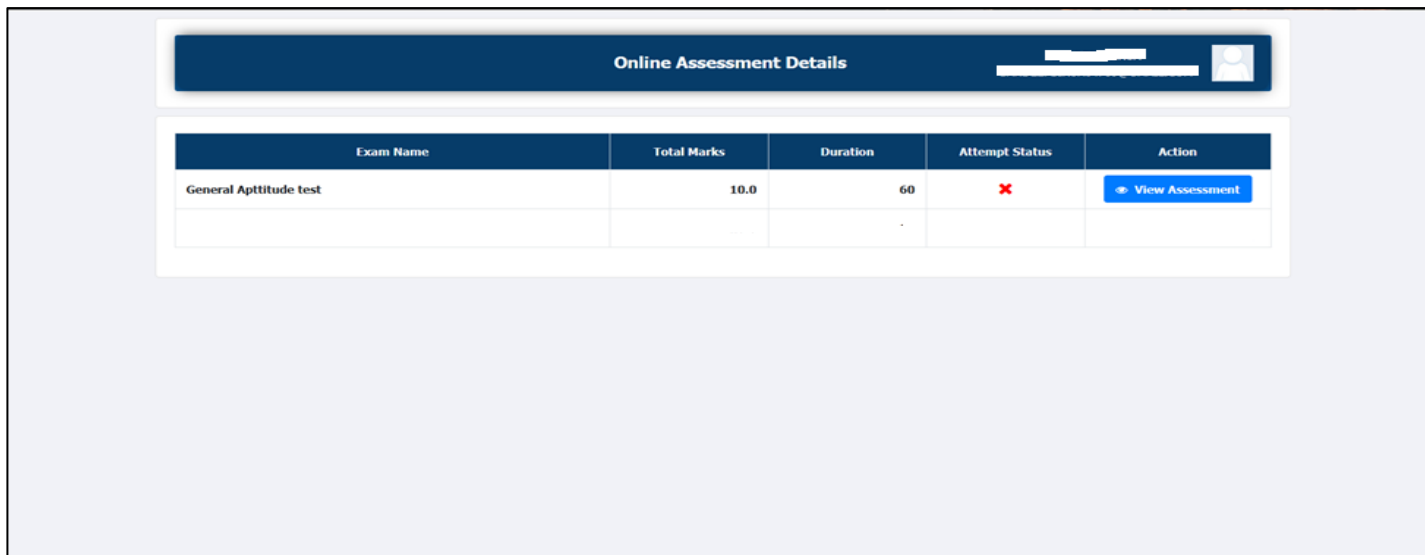 Online Assessment Details
Exam Name Total Marks Duration Attempt Status Action
General Apttitude test 10.0 60 View Assessment